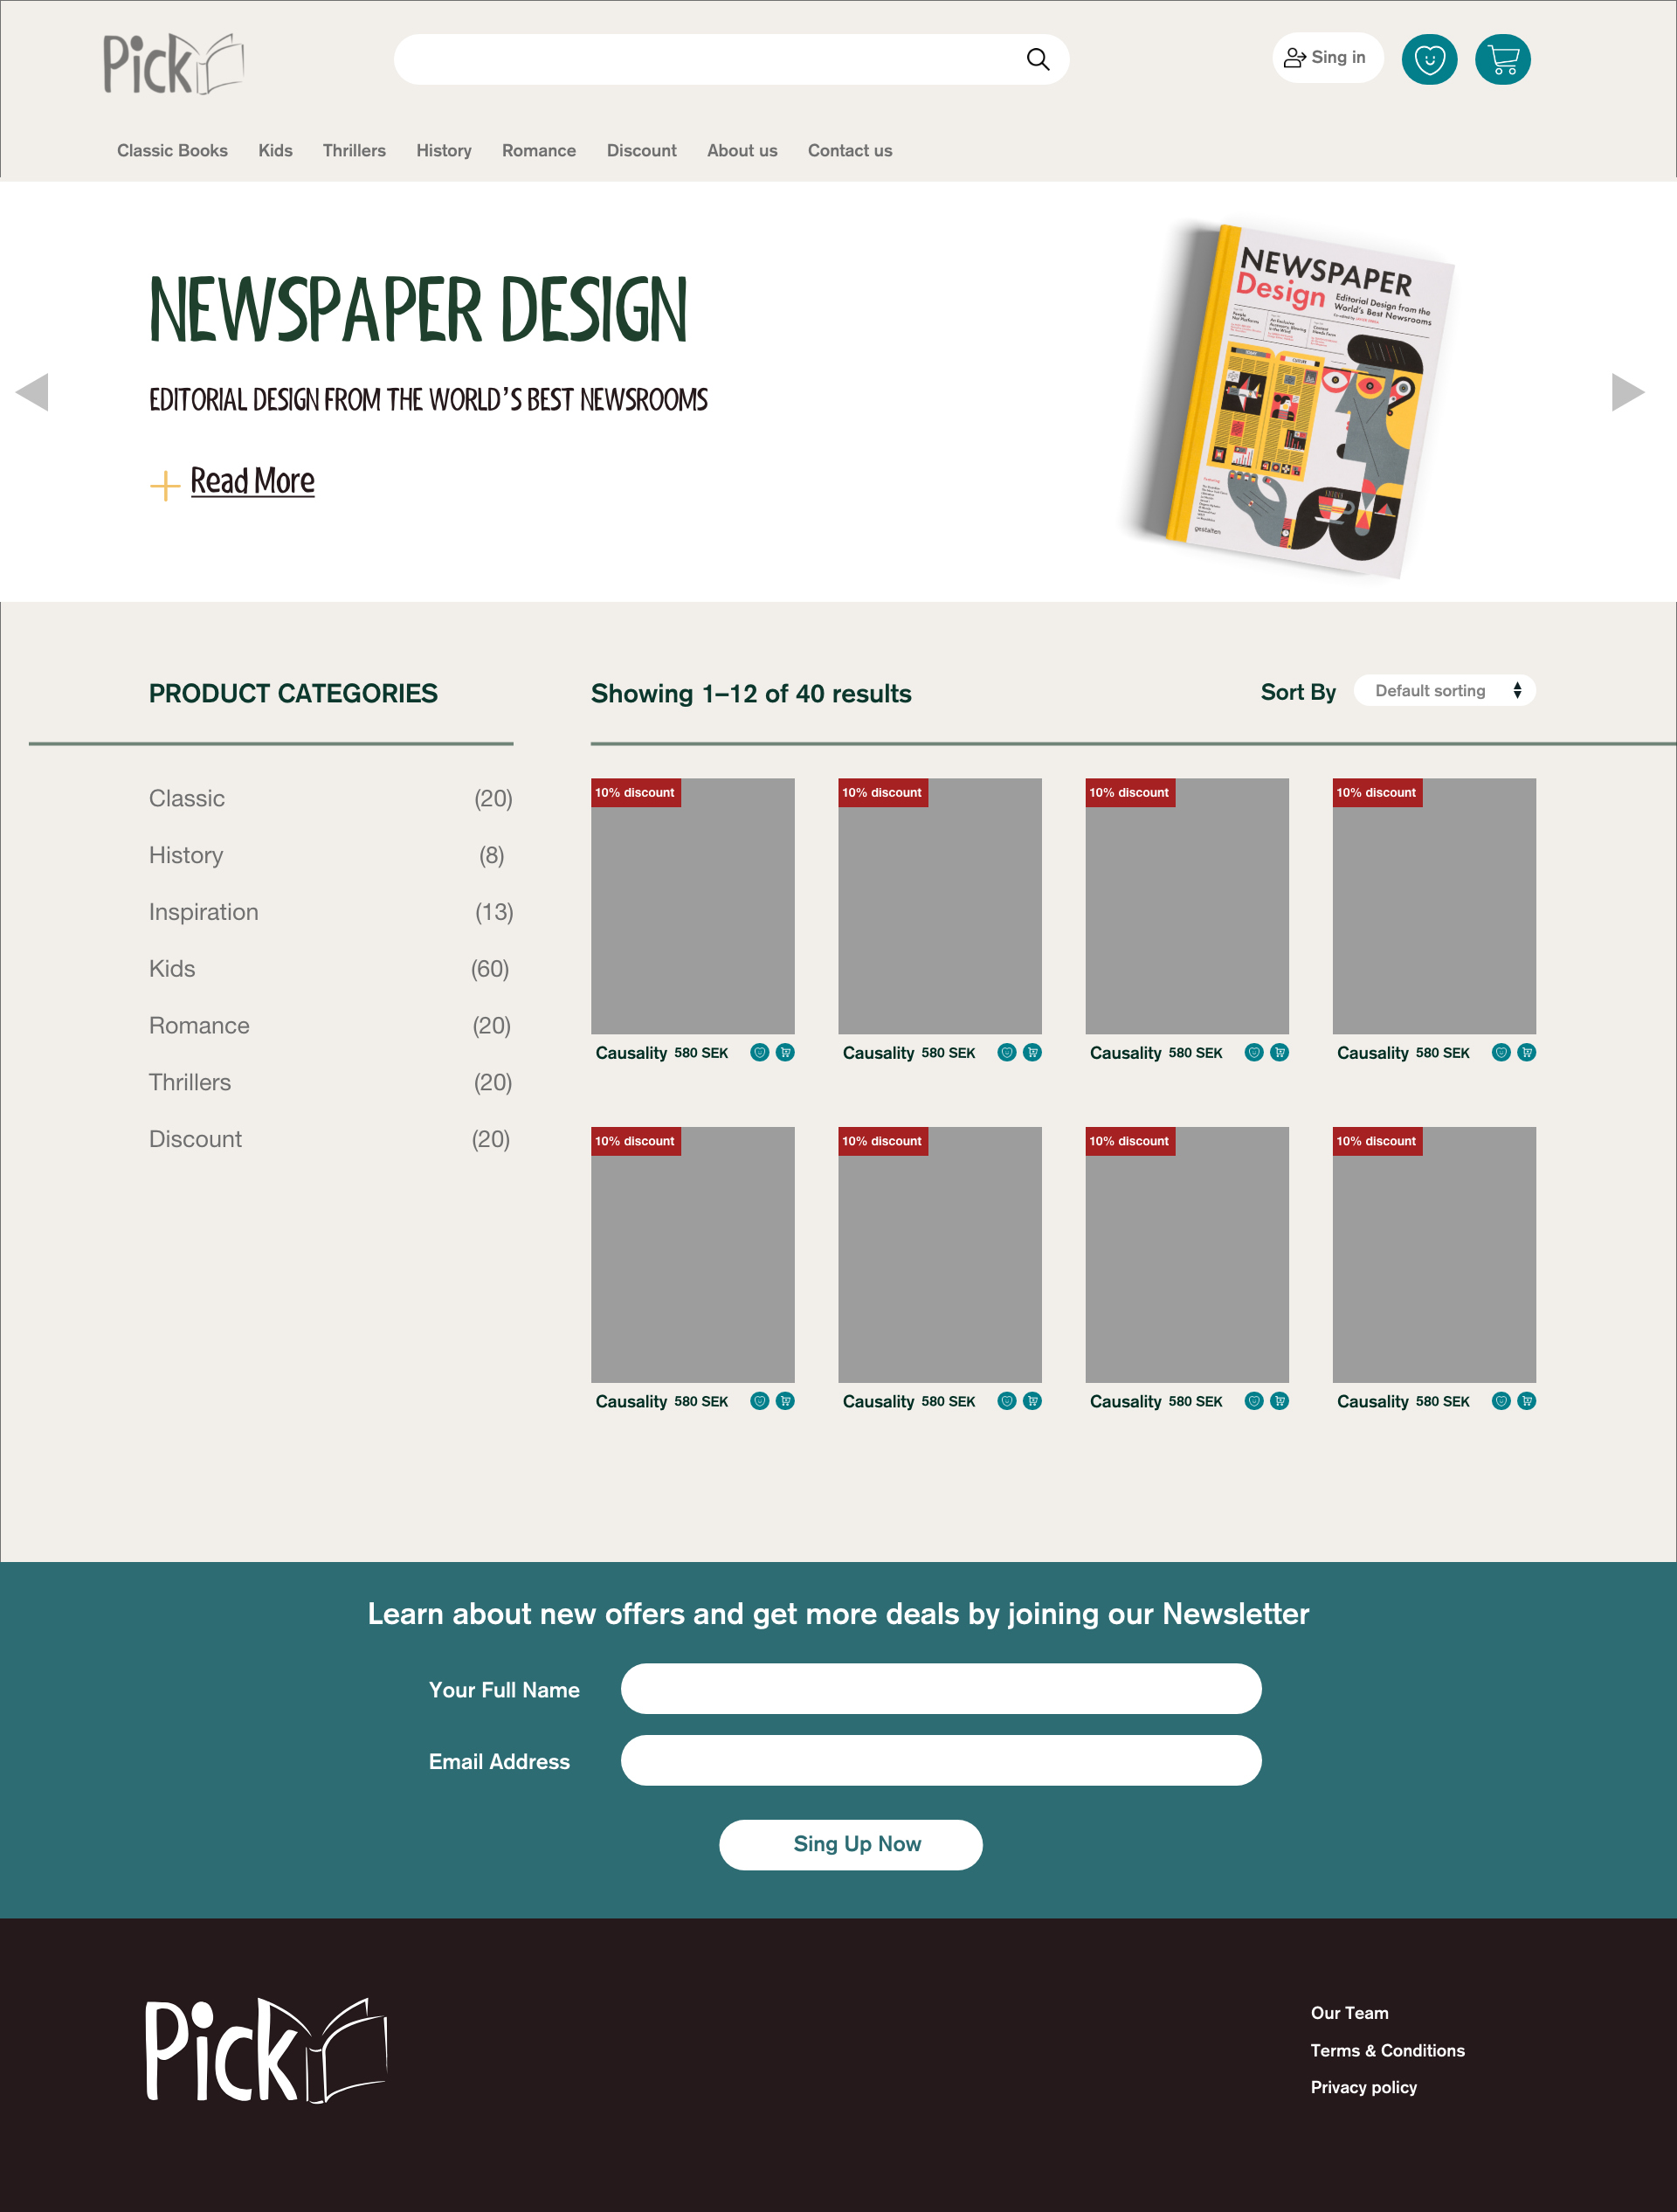 Pick
Sing in
Classic Books Kids Thrillers History Romance Discount About us Contact us
NEWSPAPER DESIGN
EDITORIAL DESIGN FROM THE WORLD'S BEST NEWSROOMS
Read More
NEWSPAPER
Design
Editorial Design from the
World's Best Newsrooms
gestalten
PRODUCT CATEGORIES
Classic (20)
History (8)
Inspiration (13)
Kids (60)
Romance (20)
Thrillers (20)
Discount (20)
Showing 1–12 of 40 results
Sort By Default sorting
10% discount 10% discount 10% discount 10% discount
Causality 580 SEK Causality 580 SEK Causality 580 SEK Causality 580 SEK
10% discount 10% discount 10% discount 10% discount
Causality 580 SEK Causality 580 SEK Causality 580 SEK Causality 580 SEK
Learn about new offers and get more deals by joining our Newsletter
Your Full Name
Email Address
Sing Up Now
Pick
Our Team
Terms & Conditions
Privacy policy